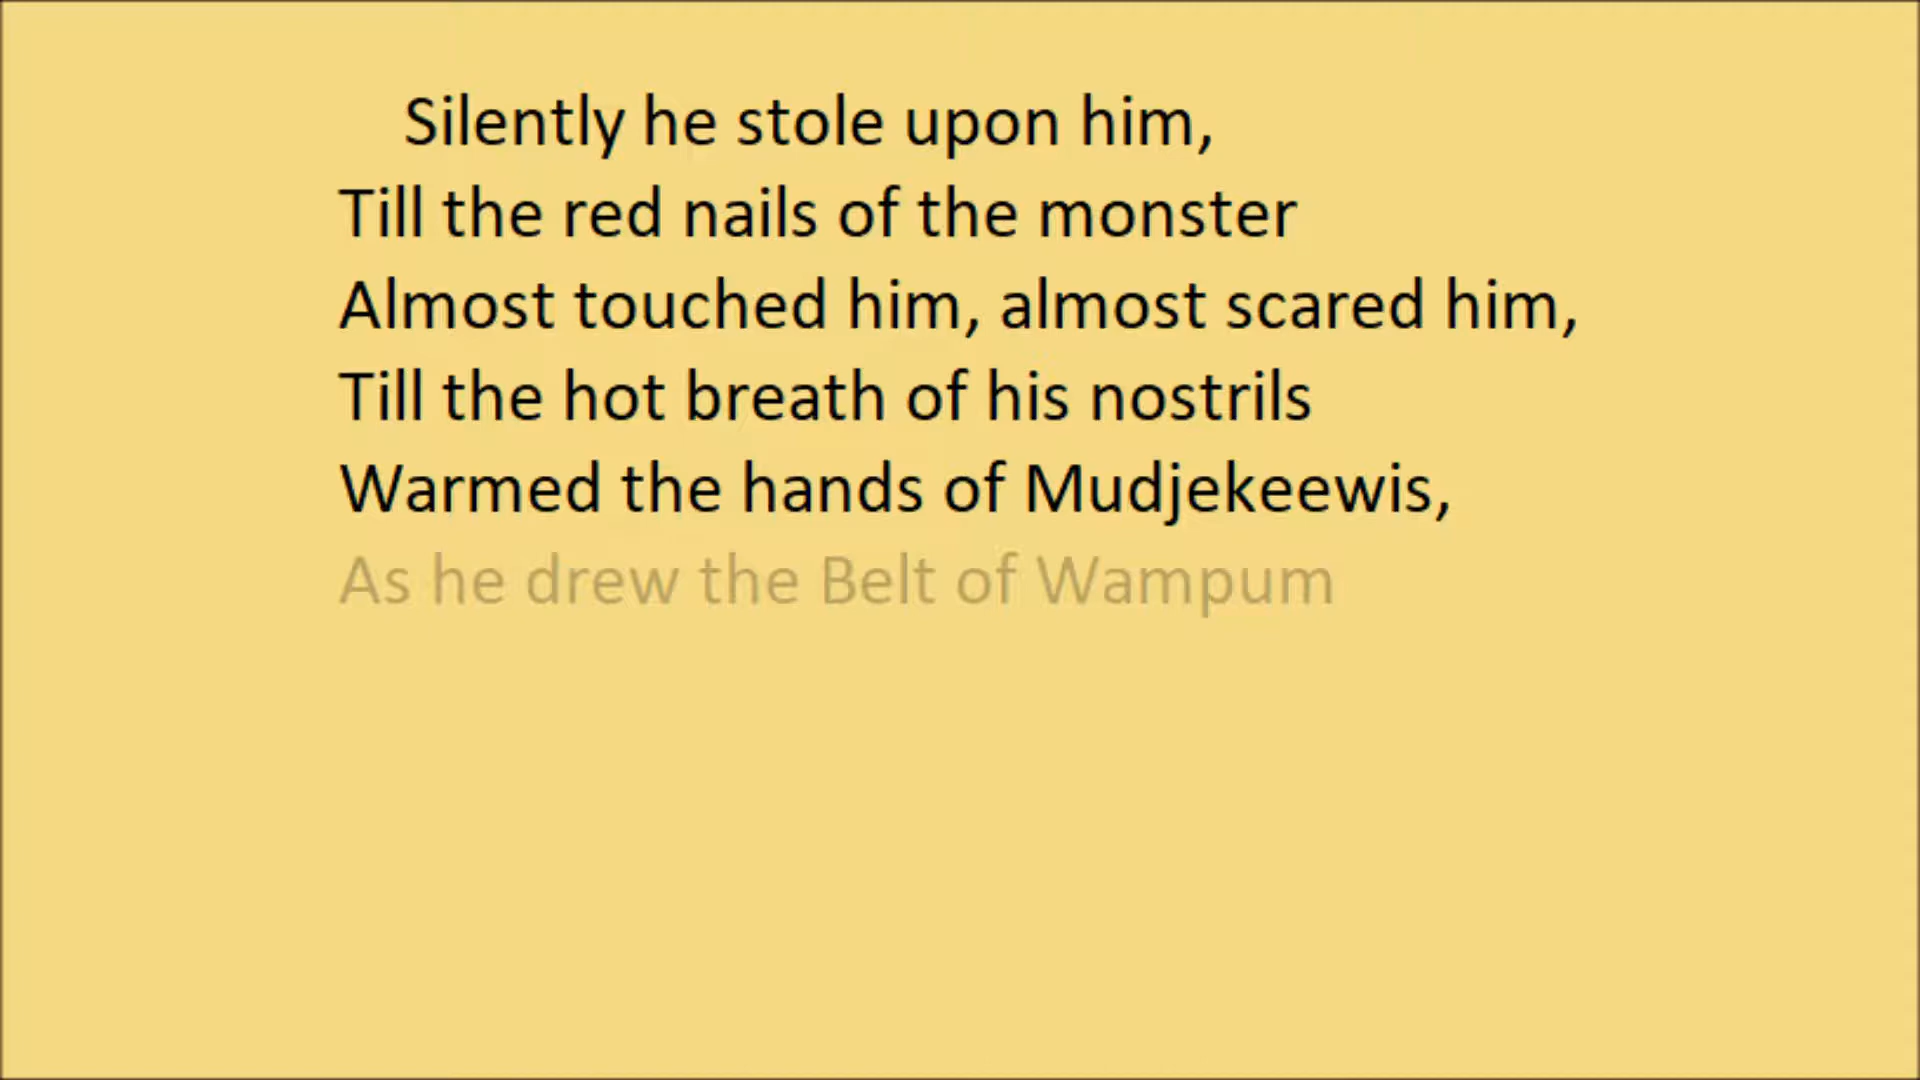 Silently he stole upon him,
Till the red nails of the monster
Almost touched him, almost scared him,
Till the hot breath of his nostrils
Warmed the hands of Mudjekeewis,
As he drew the Belt of Wampum